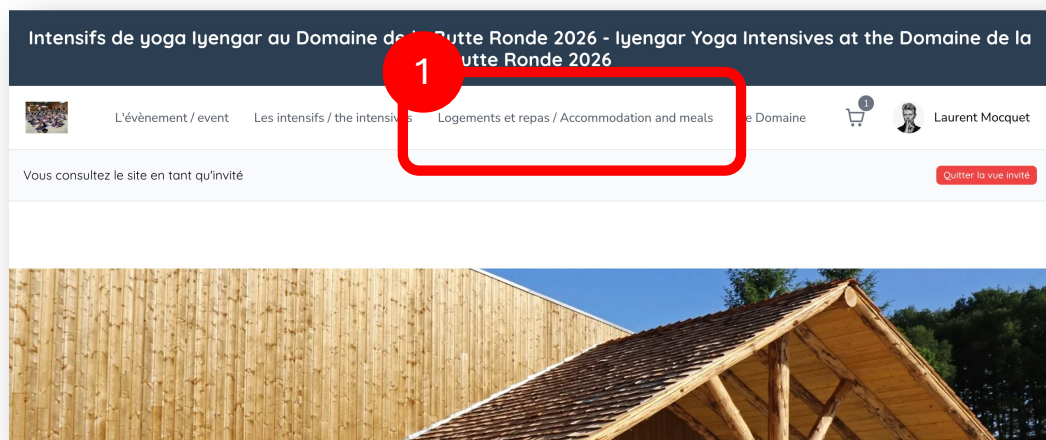 Intensifs de yoga Iyengar au Domaine de Butte Ronde 2026 - Iyengar Yoga Intensives at the Domaine de la
Ronde 2026
1
L'évènement / event Les intensifs / the intensives Logements et repas / Accommodation and meals Domaine 1 Laurent Mocquet
Vous consultez le site en tant qu'invité Quitter la vue invité